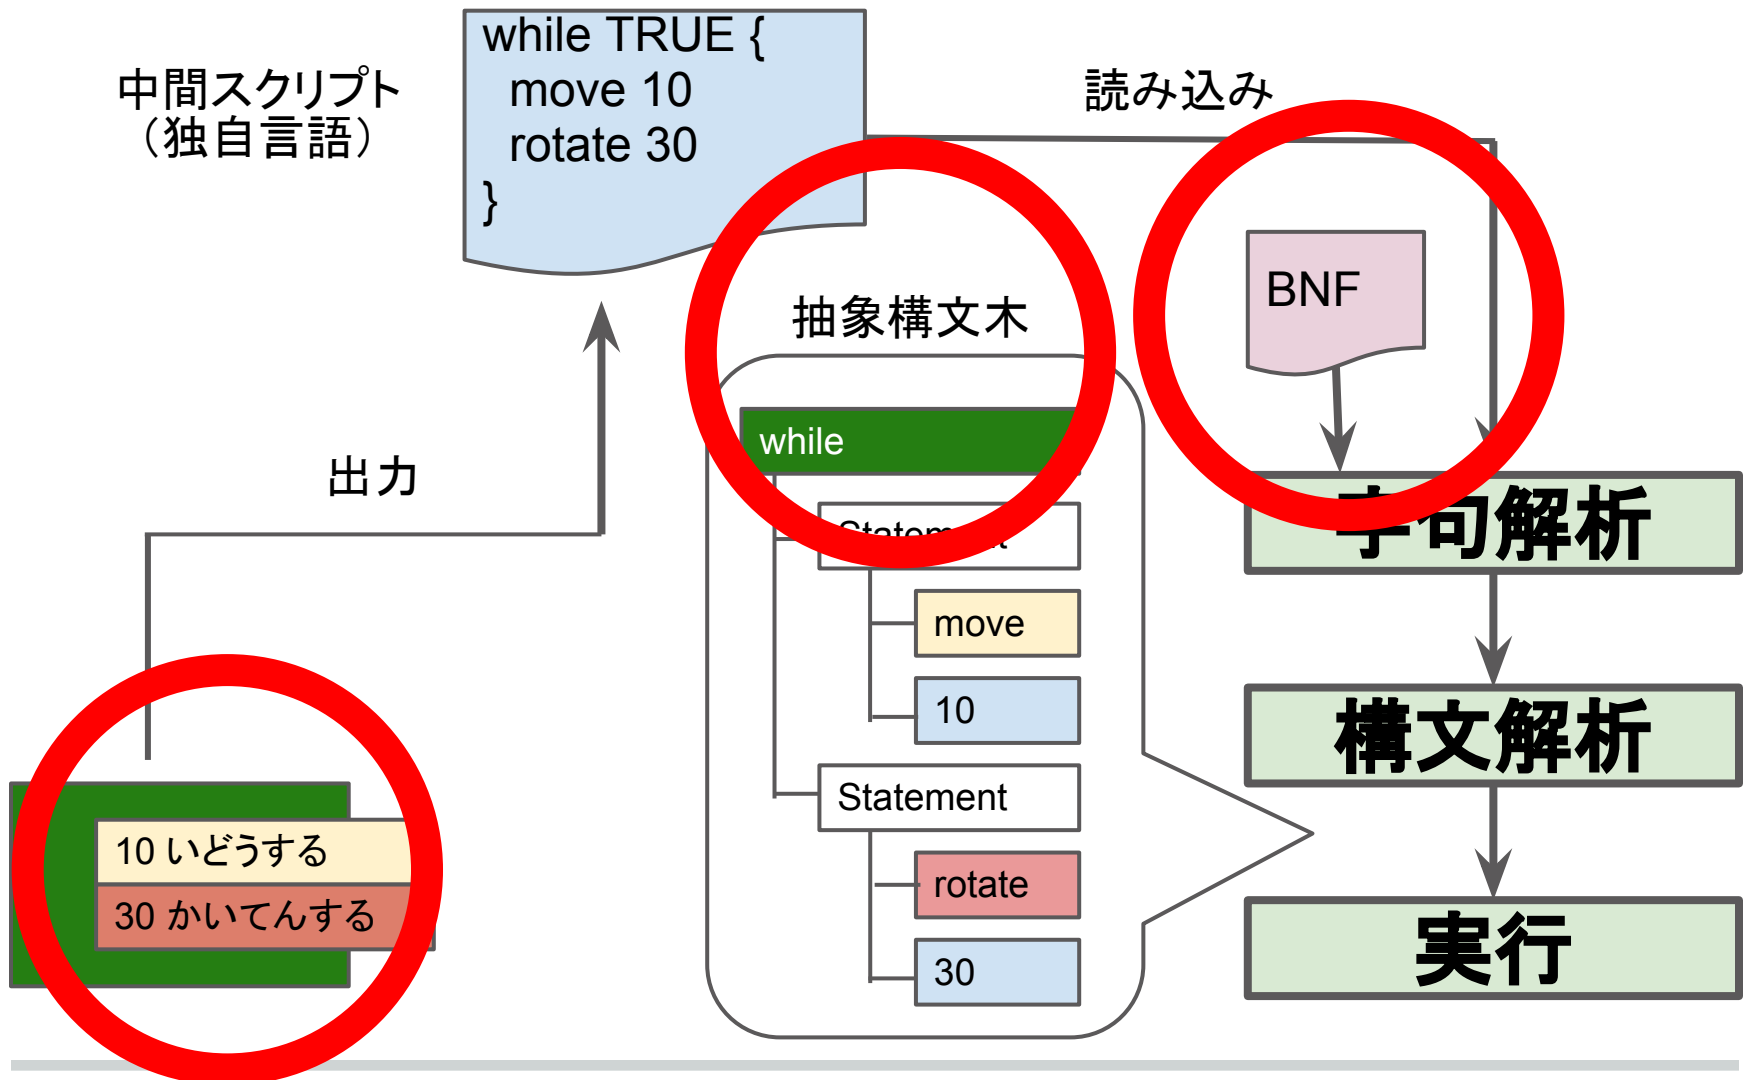 while TRUE {
move 10
rotate 30
}
中間スクリプト
（独自言語）
読み込み
BNF
抽象構文木
while
Statement
move
10
Statement
rotate
30
出力
10 いどうする
30 かいてんする
字句解析
構文解析
実行